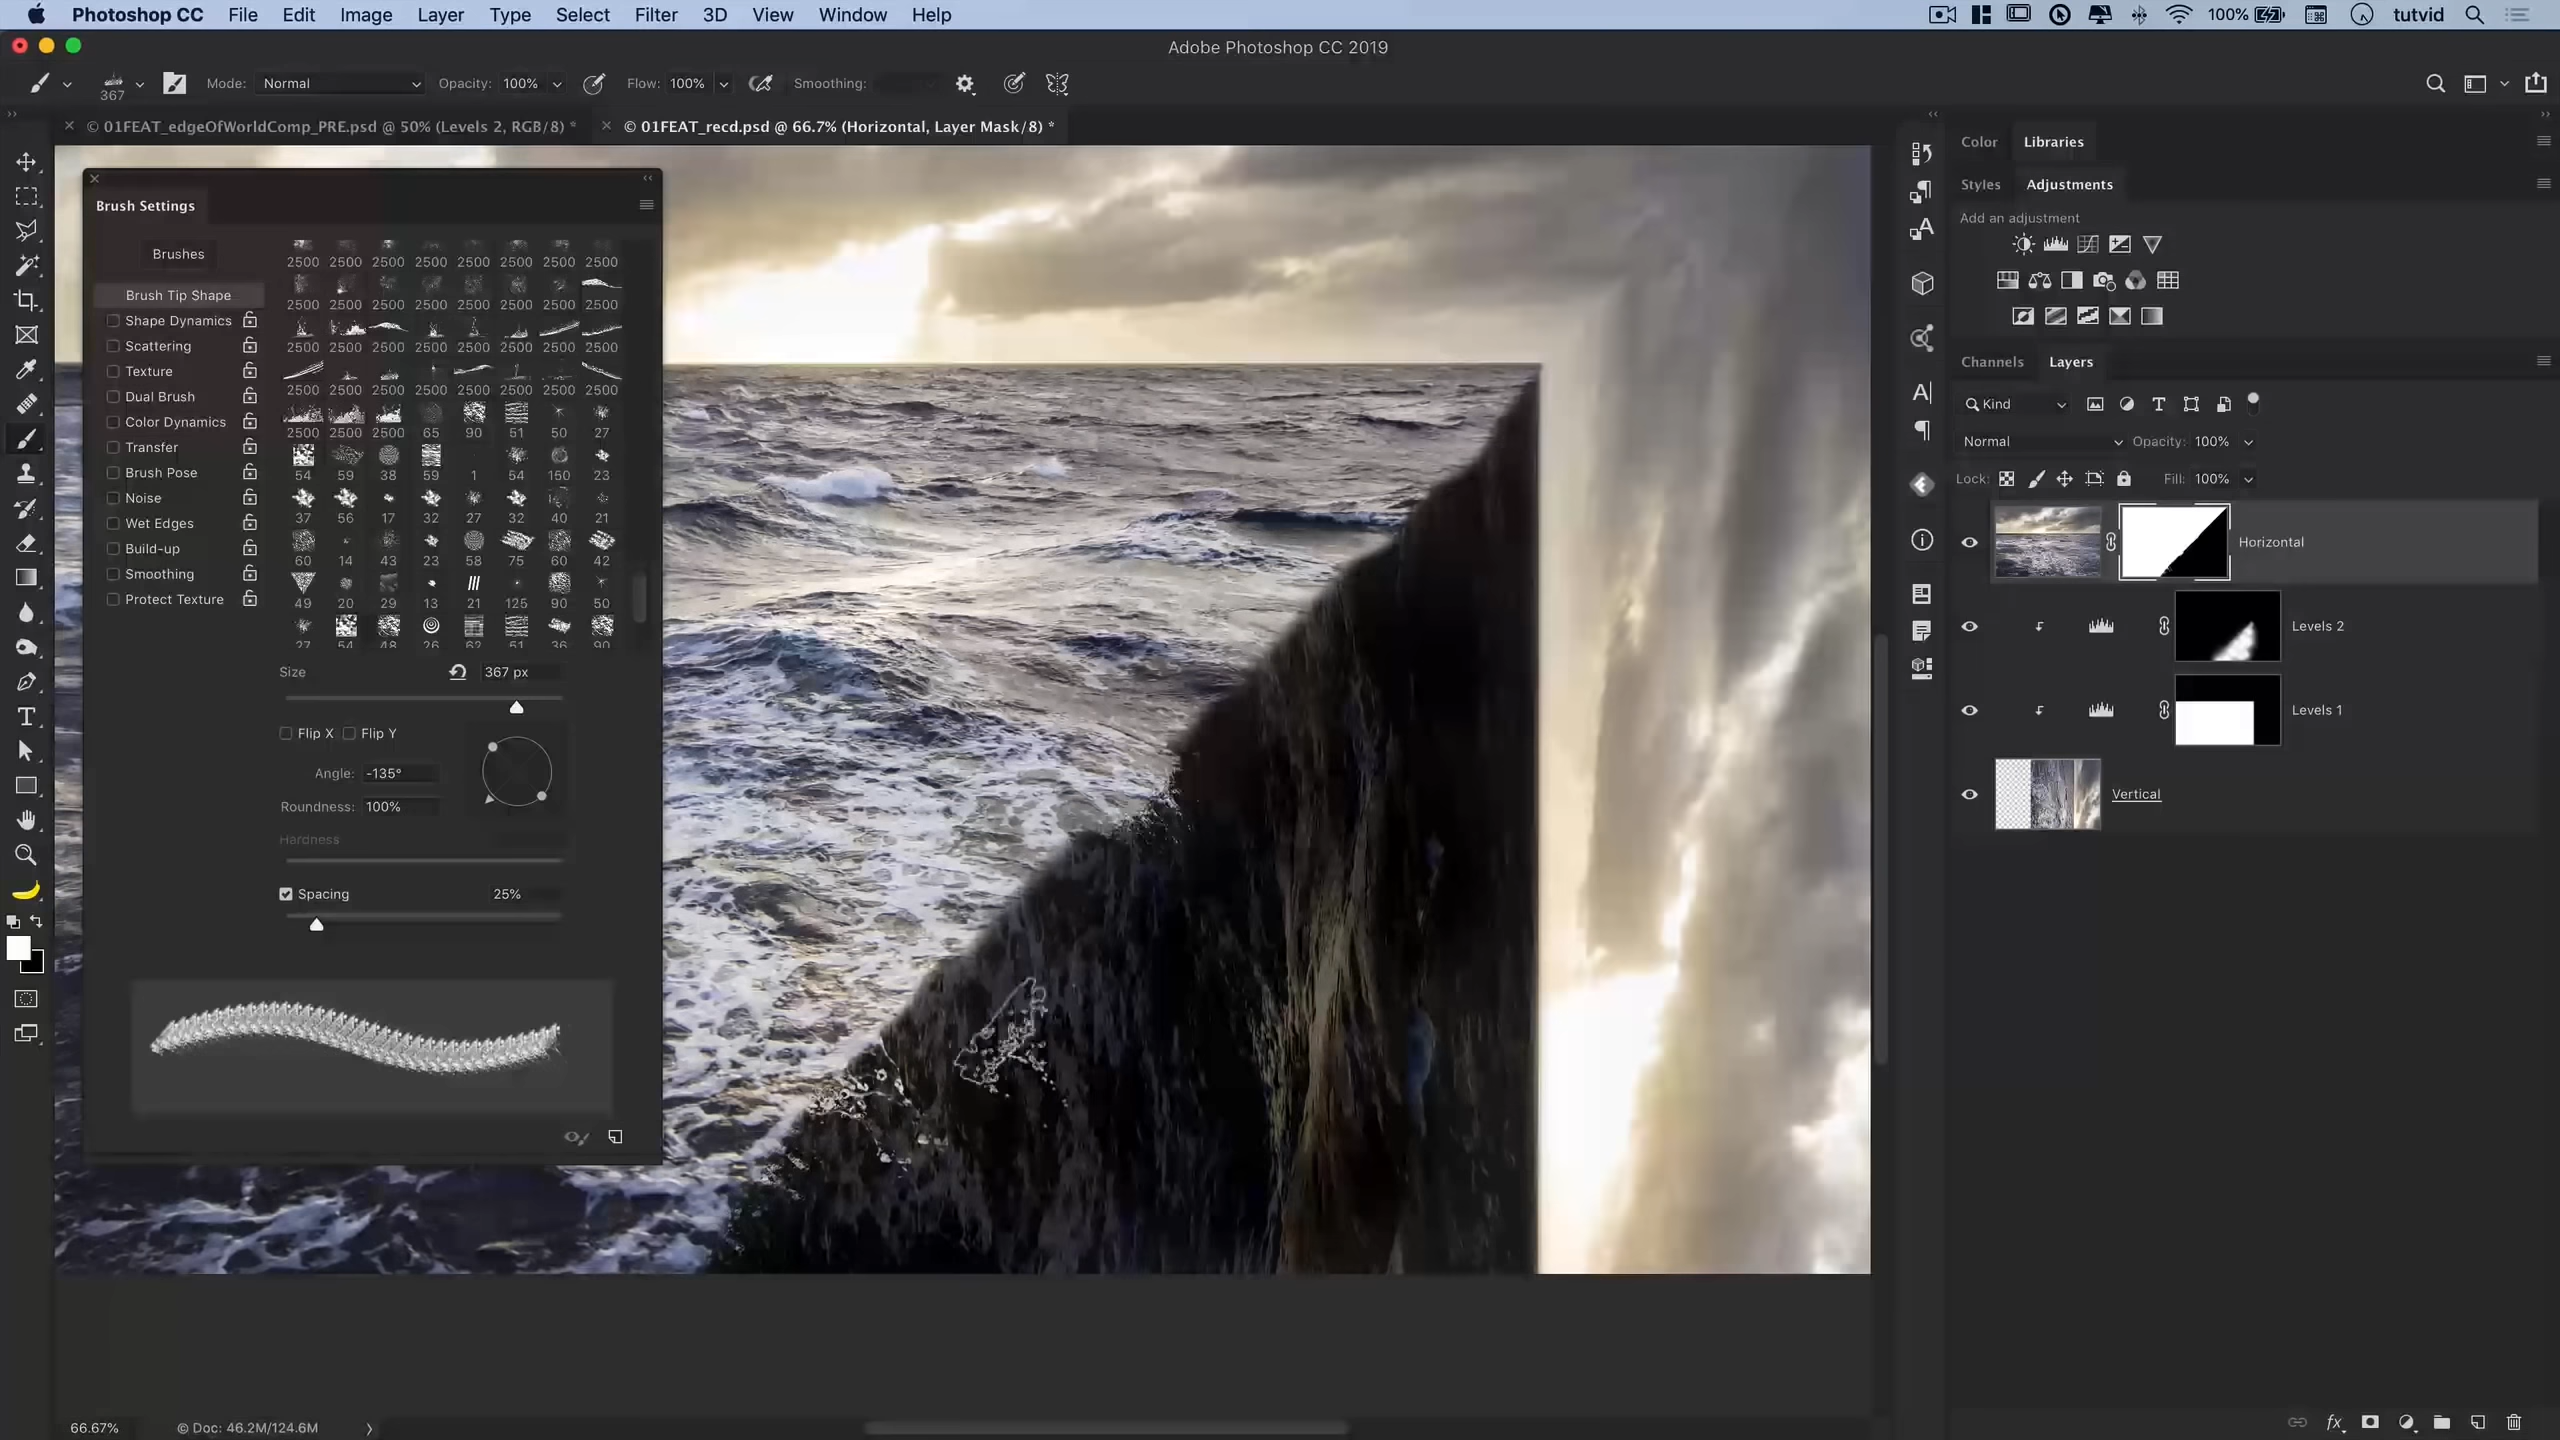 Photoshop CC File Edit Image Layer Type Select Filter 3D View Window Help 100% tutvid
Adobe Photoshop CC 2019
367 Mode: Normal Opacity: 100% Flow: 100% Smoothing:
© 01FEAT_edgeOfWorldComp_PRE.psd @ 50% (Levels 2, RGB/8) *
© 01FEAT_recd.psd @ 66.7% (Horizontal, Layer Mask/8) *
Brush Settings
Brushes
Brush Tip Shape
Shape Dynamics
Scattering
Texture
Dual Brush
Color Dynamics
Transfer
Brush Pose
Noise
Wet Edges
Build-up
Smoothing
Protect Texture
2500 2500 2500 2500 2500 2500 2500 2500
2500 2500 2500 2500 2500 2500 2500 2500
2500 2500 2500 2500 2500 2500 2500 2500
2500 2500 2500 2500 2500 2500 2500 2500
2500 2500 2500 65 90 51 50 27
54 59 38 59 1 54 150 23
37 56 17 32 27 32 40 21
60 14 43 23 58 75 60 42
49 20 29 13 21 125 90 50
27 54 48 26 62 51 36 90
Size 367 px
Flip X Flip Y
Angle: -135°
Roundness: 100%
Hardness
Spacing 25%
Color Libraries
Styles Adjustments
Add an adjustment
Channels Layers
Kind
Normal Opacity: 100%
Lock: Fill: 100%
Horizontal
Levels 2
Levels 1
Vertical
66.67% © Doc: 46.2M/124.6M